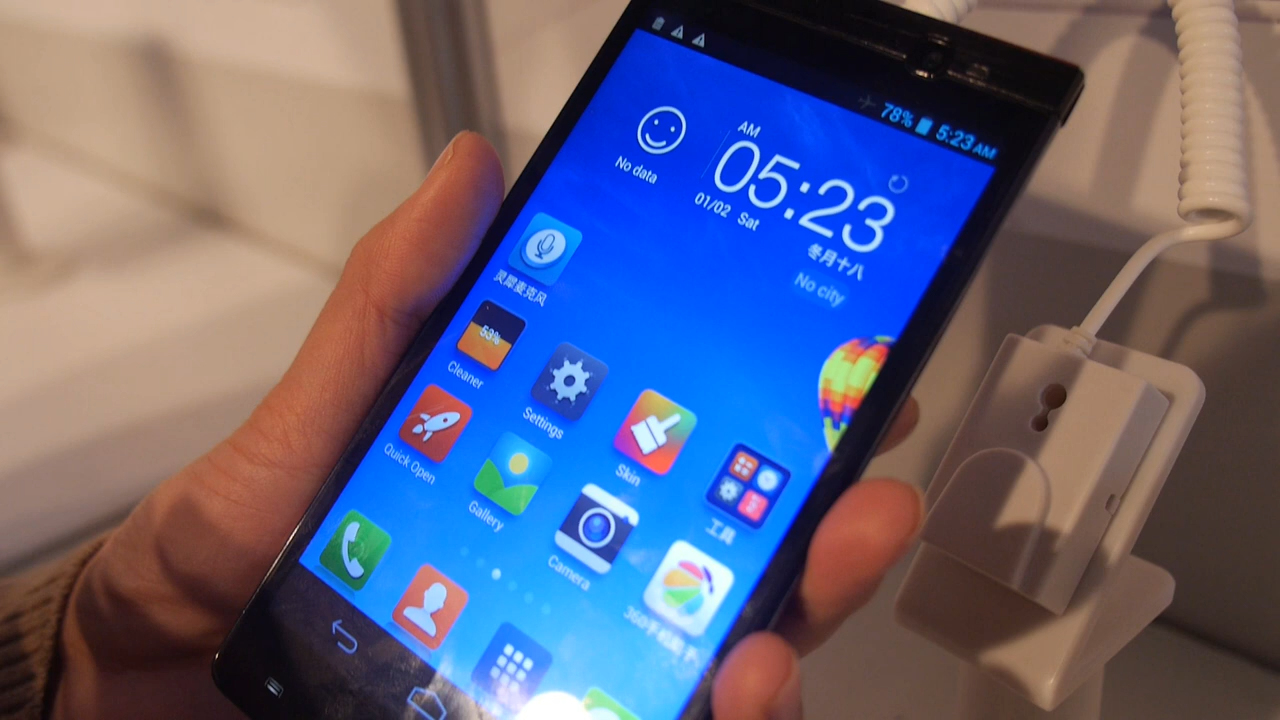 78% 5:23 AM
AM
05:23
01/02 Sat
冬月十八
No city
No data
灵犀麦克风
53%
Cleaner
Settings
Skin
工具
Quick Open
Gallery
Camera